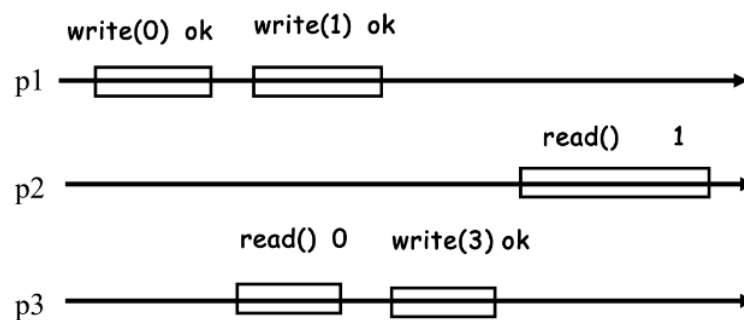 write(0) ok write(1) ok
p1
read() 1
p2
read() 0 write(3) ok
p3